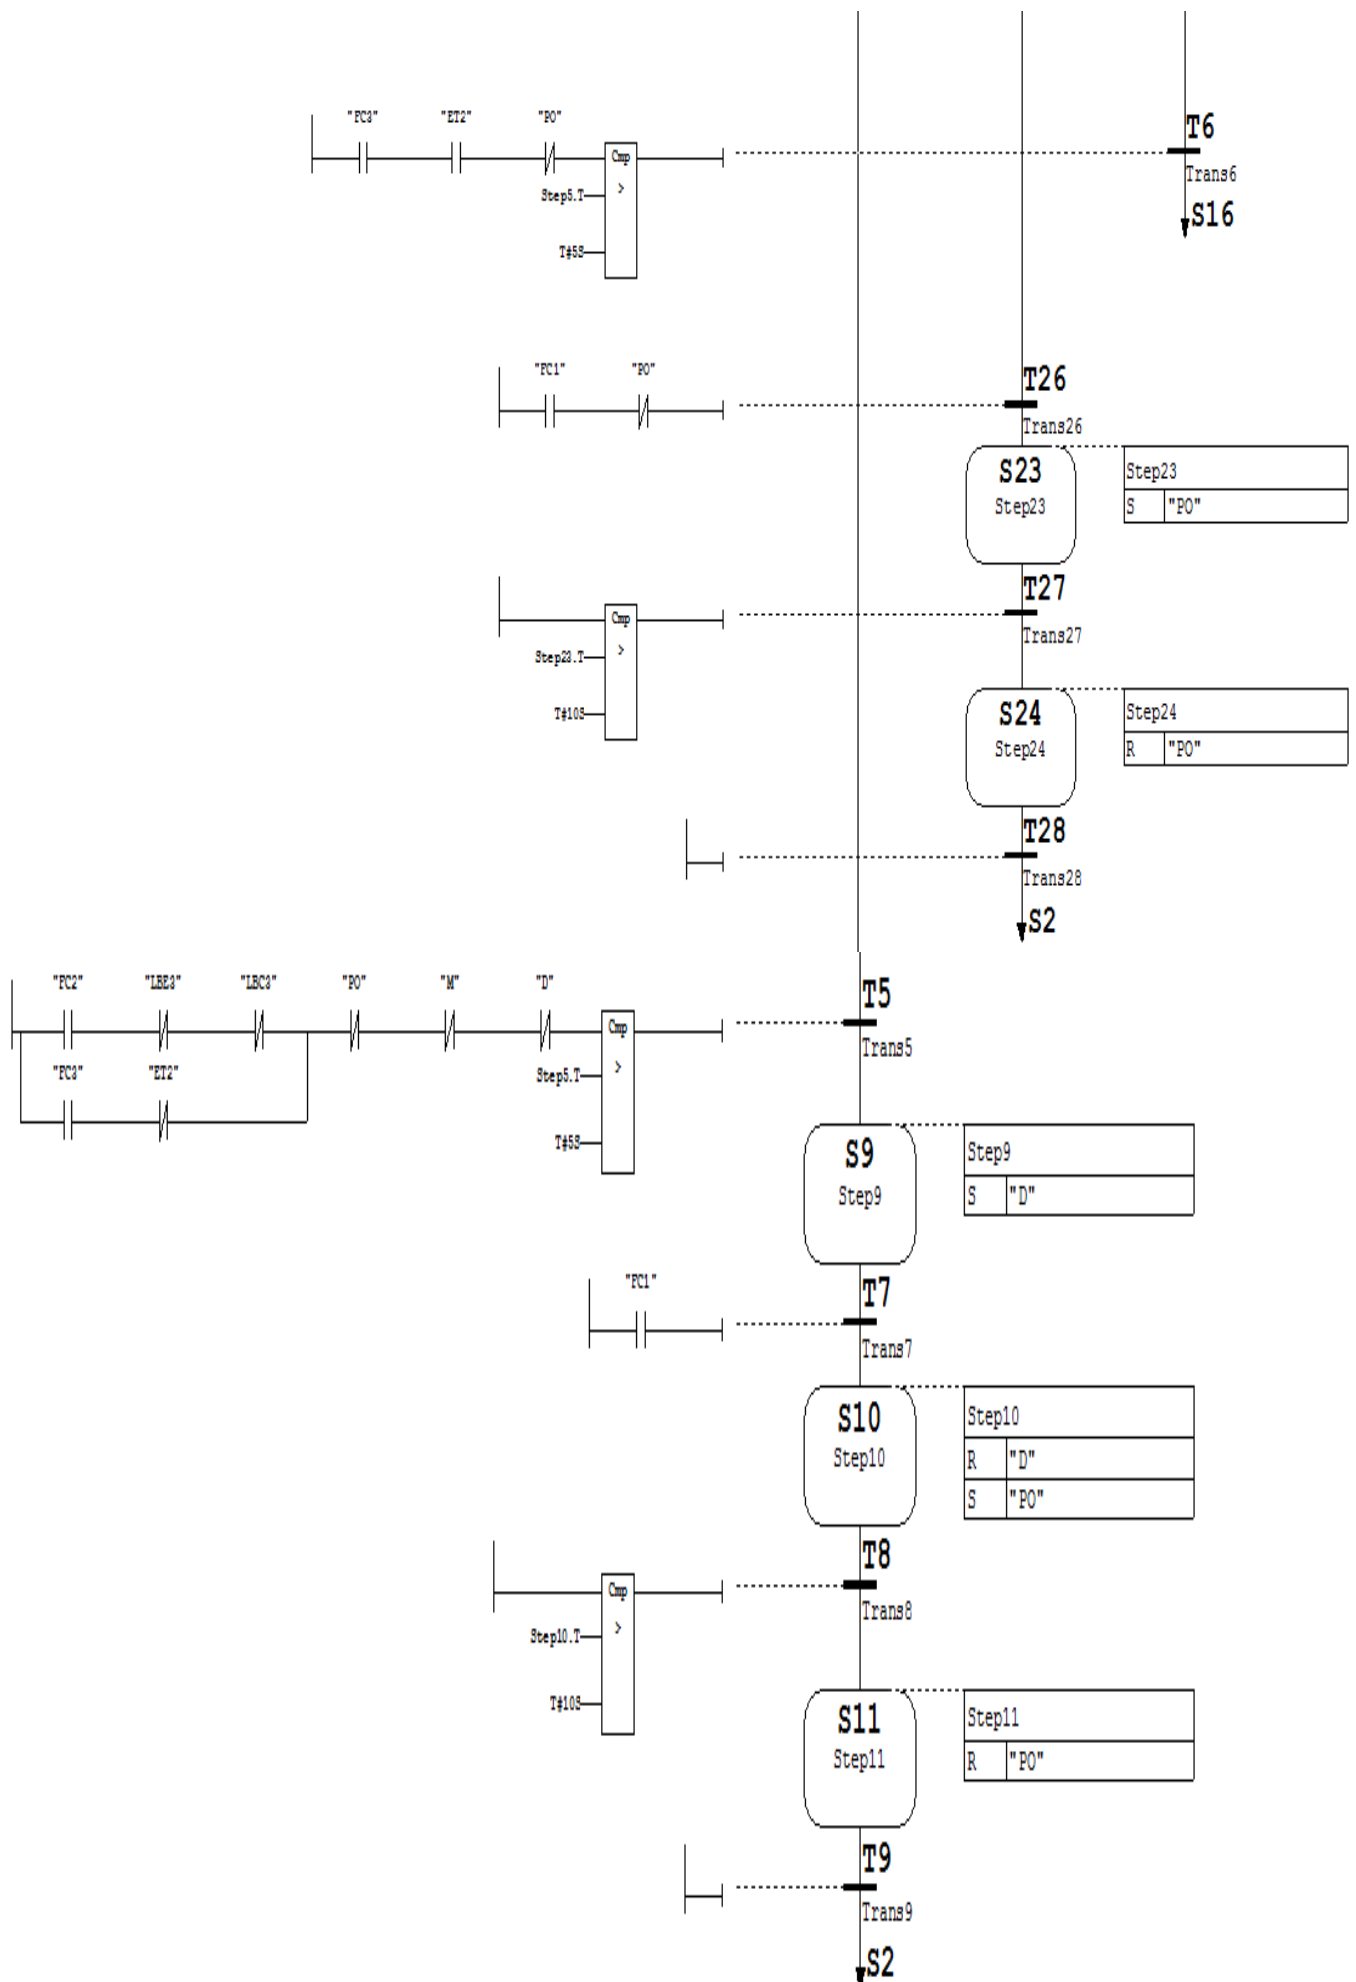 "FC3" "ET2" "PO"
Cmp
>
Step5.T
T#5S
T6
Trans6
S16
"FC1" "PO"
T26
Trans26
S23
Step23
Step23
S "PO"
T27
Trans27
Cmp
>
Step23.T
T#10S
S24
Step24
Step24
R "PO"
T28
Trans28
S2
"FC2" "LBE3" "LBC3" "PO" "M" "D"
Cmp
>
Step5.T
T#5S
"FC3" "ET2"
T5
Trans5
S9
Step9
Step9
S "D"
"FC1"
T7
Trans7
S10
Step10
Step10
R "D"
S "PO"
T8
Trans8
Cmp
>
Step10.T
T#10S
S11
Step11
Step11
R "PO"
T9
Trans9
S2